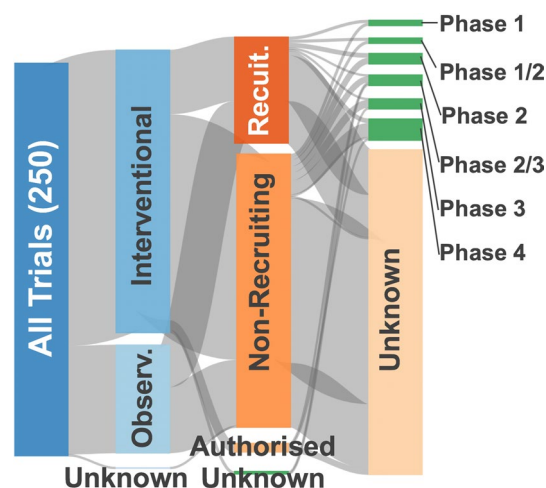 All Trials (250)
Interventional
Observ.
Unknown
Recuit.
Non-Recruiting
Authorised
Unknown
Unknown
Phase 1
Phase 1/2
Phase 2
Phase 2/3
Phase 3
Phase 4